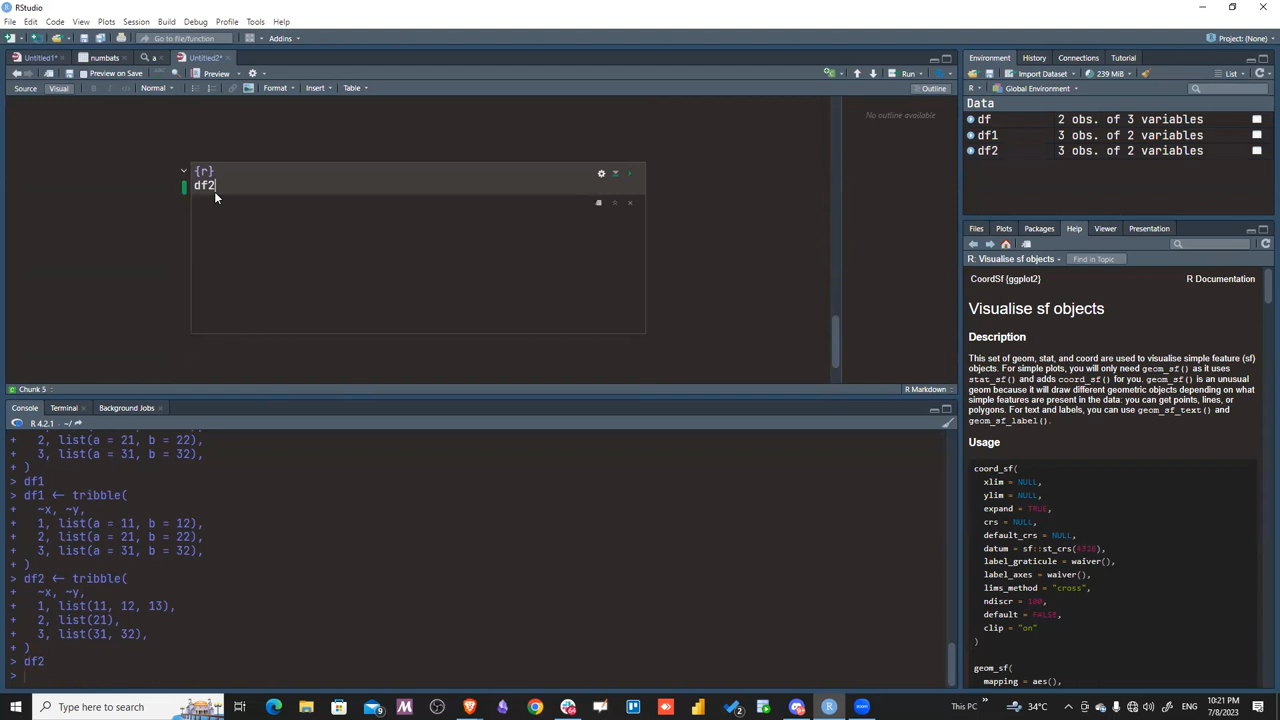 RStudio
File Edit Code View Plots Session Build Debug Profile Tools Help
Go to file/function Addins Project: (None)
Untitled1* numbats a Untitled2*
Preview on Save Preview Run
Source Visual Normal Format Insert Table Outline
No outline available
{r}
df2
Chunk 5 R Markdown
Console Terminal Background Jobs
R 4.2.1 · ~/
+ 2, list(a = 21, b = 22),
+ 3, list(a = 31, b = 32),
+ )
> df1
> df1 <- tribble(
+ ~x, ~y,
+ 1, list(a = 11, b = 12),
+ 2, list(a = 21, b = 22),
+ 3, list(a = 31, b = 32),
+ )
> df2 <- tribble(
+ ~x, ~y,
+ 1, list(11, 12, 13),
+ 2, list(21),
+ 3, list(31, 32),
+ )
> df2
>
Environment History Connections Tutorial
Import Dataset 239 MiB List
R Global Environment
Data
df 2 obs. of 3 variables
df1 3 obs. of 2 variables
df2 3 obs. of 2 variables
Files Plots Packages Help Viewer Presentation
R: Visualise sf objects Find in Topic
CoordSf {ggplot2} R Documentation
Visualise sf objects
Description
This set of geom, stat, and coord are used to visualise simple feature (sf)
objects. For simple plots, you will only need geom_sf() as it uses
stat_sf() and adds coord_sf() for you. geom_sf() is an unusual
geom because it will draw different geometric objects depending on what
simple features are present in the data: you can get points, lines, or
polygons. For text and labels, you can use geom_sf_text() and
geom_sf_label().
Usage
coord_sf(
xlim = NULL,
ylim = NULL,
expand = TRUE,
crs = NULL,
default_crs = NULL,
datum = sf::st_crs(4326),
label_graticule = waiver(),
label_axes = waiver(),
lims_method = "cross",
ndiscr = 100,
default = FALSE,
clip = "on"
)
geom_sf(
mapping = aes(),
Type here to search This PC 34°C 10:21 PM
7/8/2023